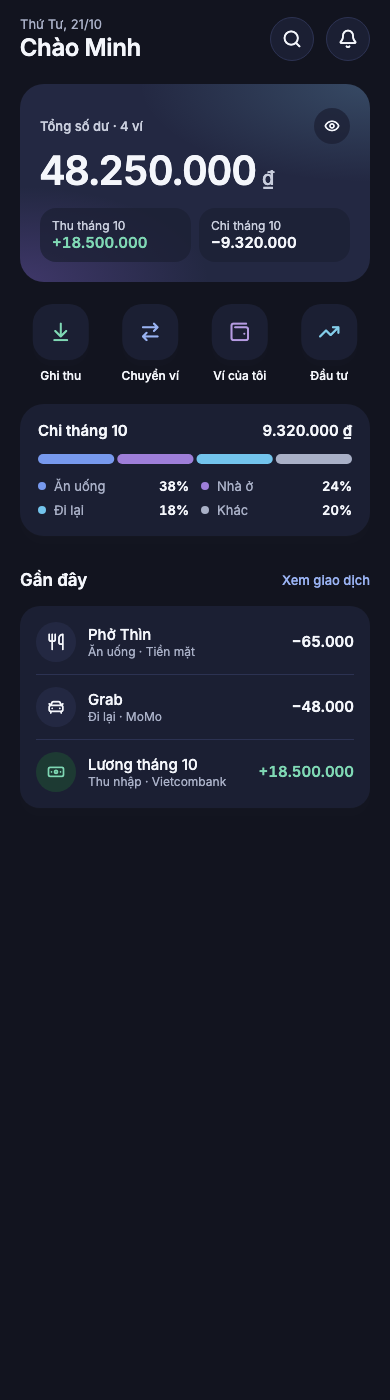 Thứ Tư, 21/10
Chào Minh
Tổng số dư · 4 ví
48.250.000 ₫
Thu tháng 10
+18.500.000
Chi tháng 10
−9.320.000
Ghi thu
Chuyển ví
Ví của tôi
Đầu tư
Chi tháng 10
9.320.000 ₫
Ăn uống 38%
Nhà ở 24%
Đi lại 18%
Khác 20%
Gần đây
Xem giao dịch
Phở Thìn
Ăn uống · Tiền mặt
−65.000
Grab
Đi lại · MoMo
−48.000
Lương tháng 10
Thu nhập · Vietcombank
+18.500.000